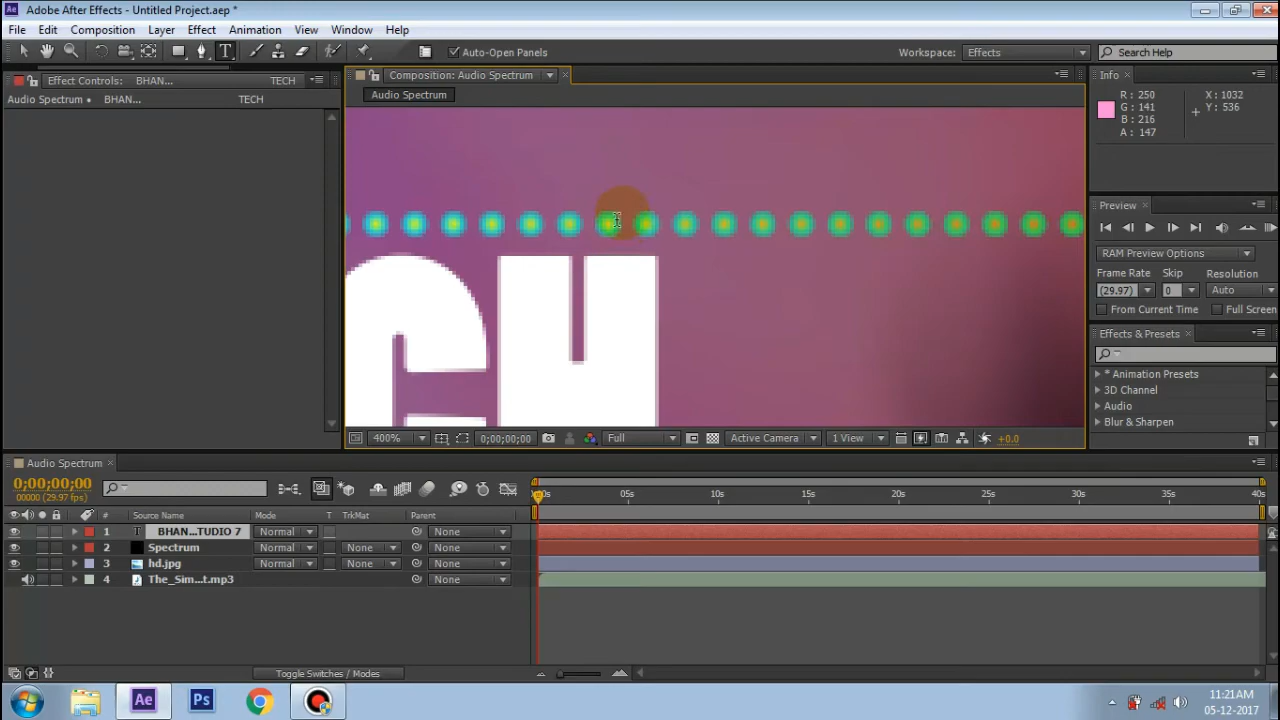 Adobe After Effects - Untitled Project.aep *
File Edit Composition Layer Effect Animation View Window Help
T Auto-Open Panels Workspace: Effects Search Help
Effect Controls: BHAN... TECH
Composition: Audio Spectrum
Info
Audio Spectrum • BHAN... TECH
Audio Spectrum
R: 250 X: 1032
G: 141 Y: 536
B: 216
A: 147
Preview
RAM Preview Options
Frame Rate Skip Resolution
(29.97) 0 Auto
From Current Time Full Screen
Effects & Presets
* Animation Presets
3D Channel
Audio
Blur & Sharpen
400% 0;00;00;00 Full Active Camera 1 View +0.0
Audio Spectrum
0;00;00;00
00000 (29.97 fps)
05s 10s 15s 20s 25s 30s 35s 40s
# Source Name Mode T TrkMat Parent
1 T BHAN...TUDIO 7 Normal None
2 Spectrum Normal None None
3 hd.jpg Normal None None
4 The_Sim...t.mp3 None
Toggle Switches / Modes
Ae Ps
11:21AM
05-12-2017